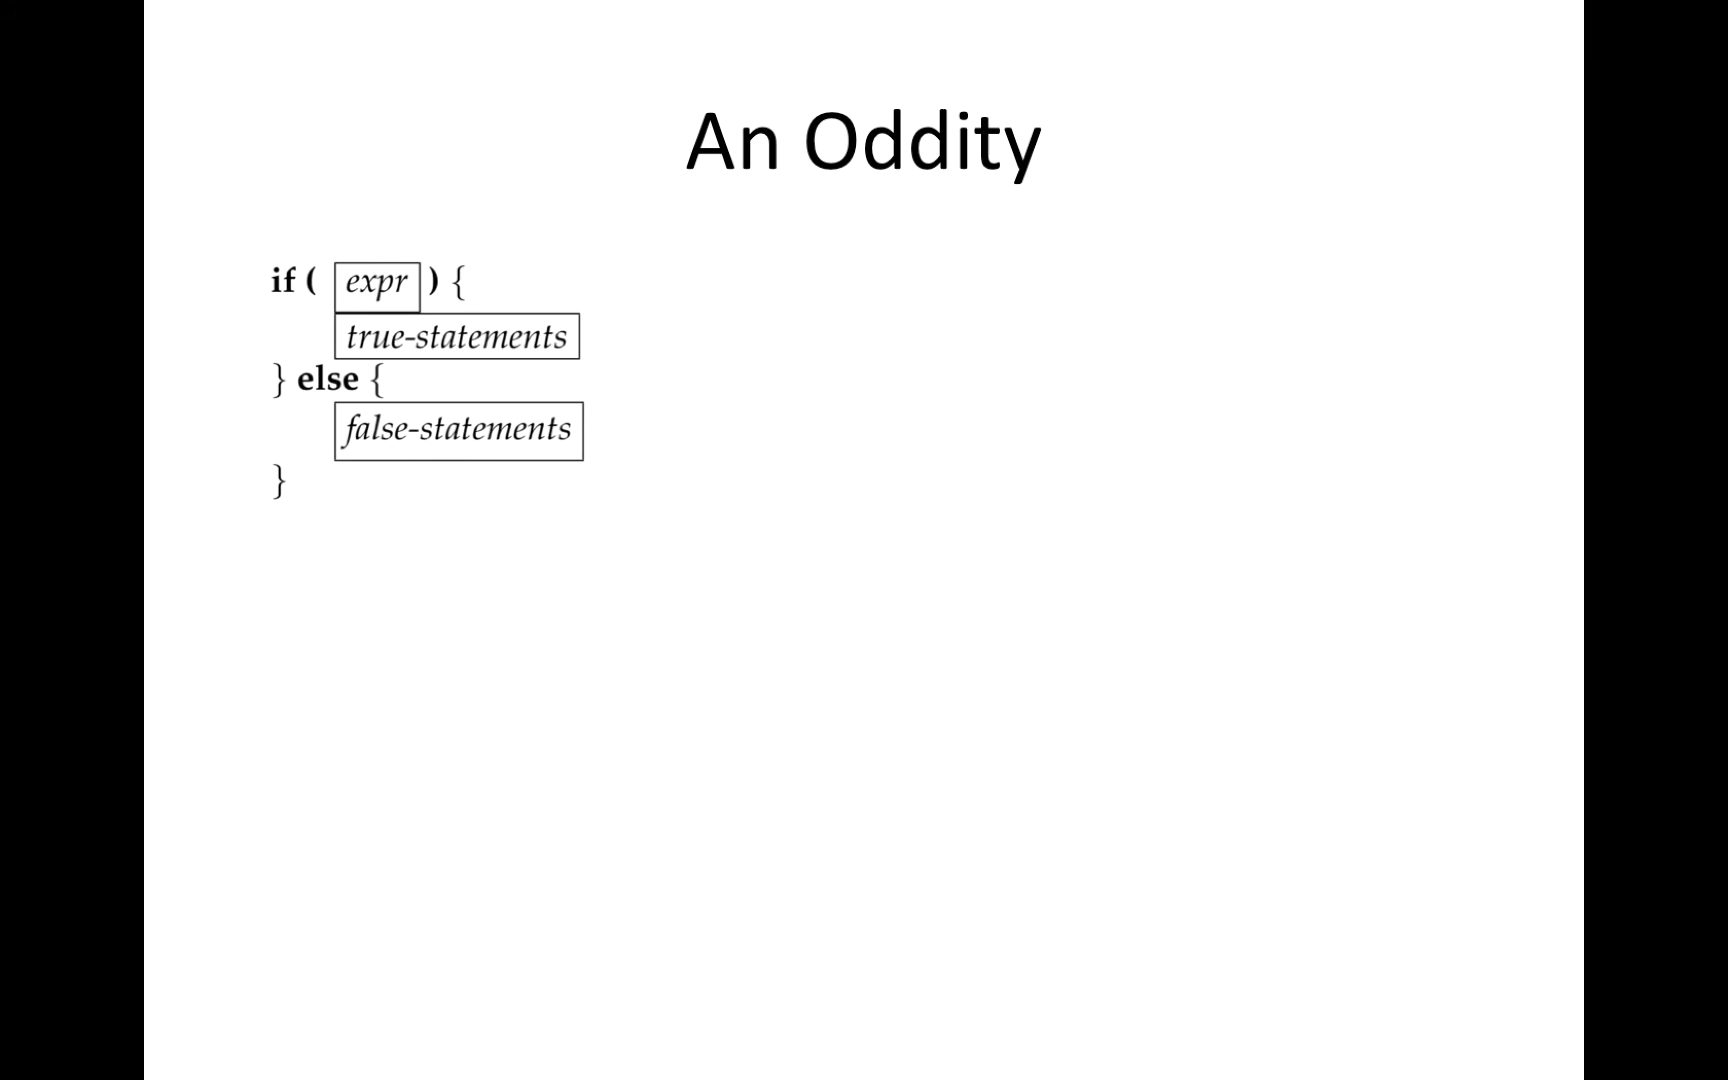 An Oddity
if ( expr ) {
true-statements
} else {
false-statements
}